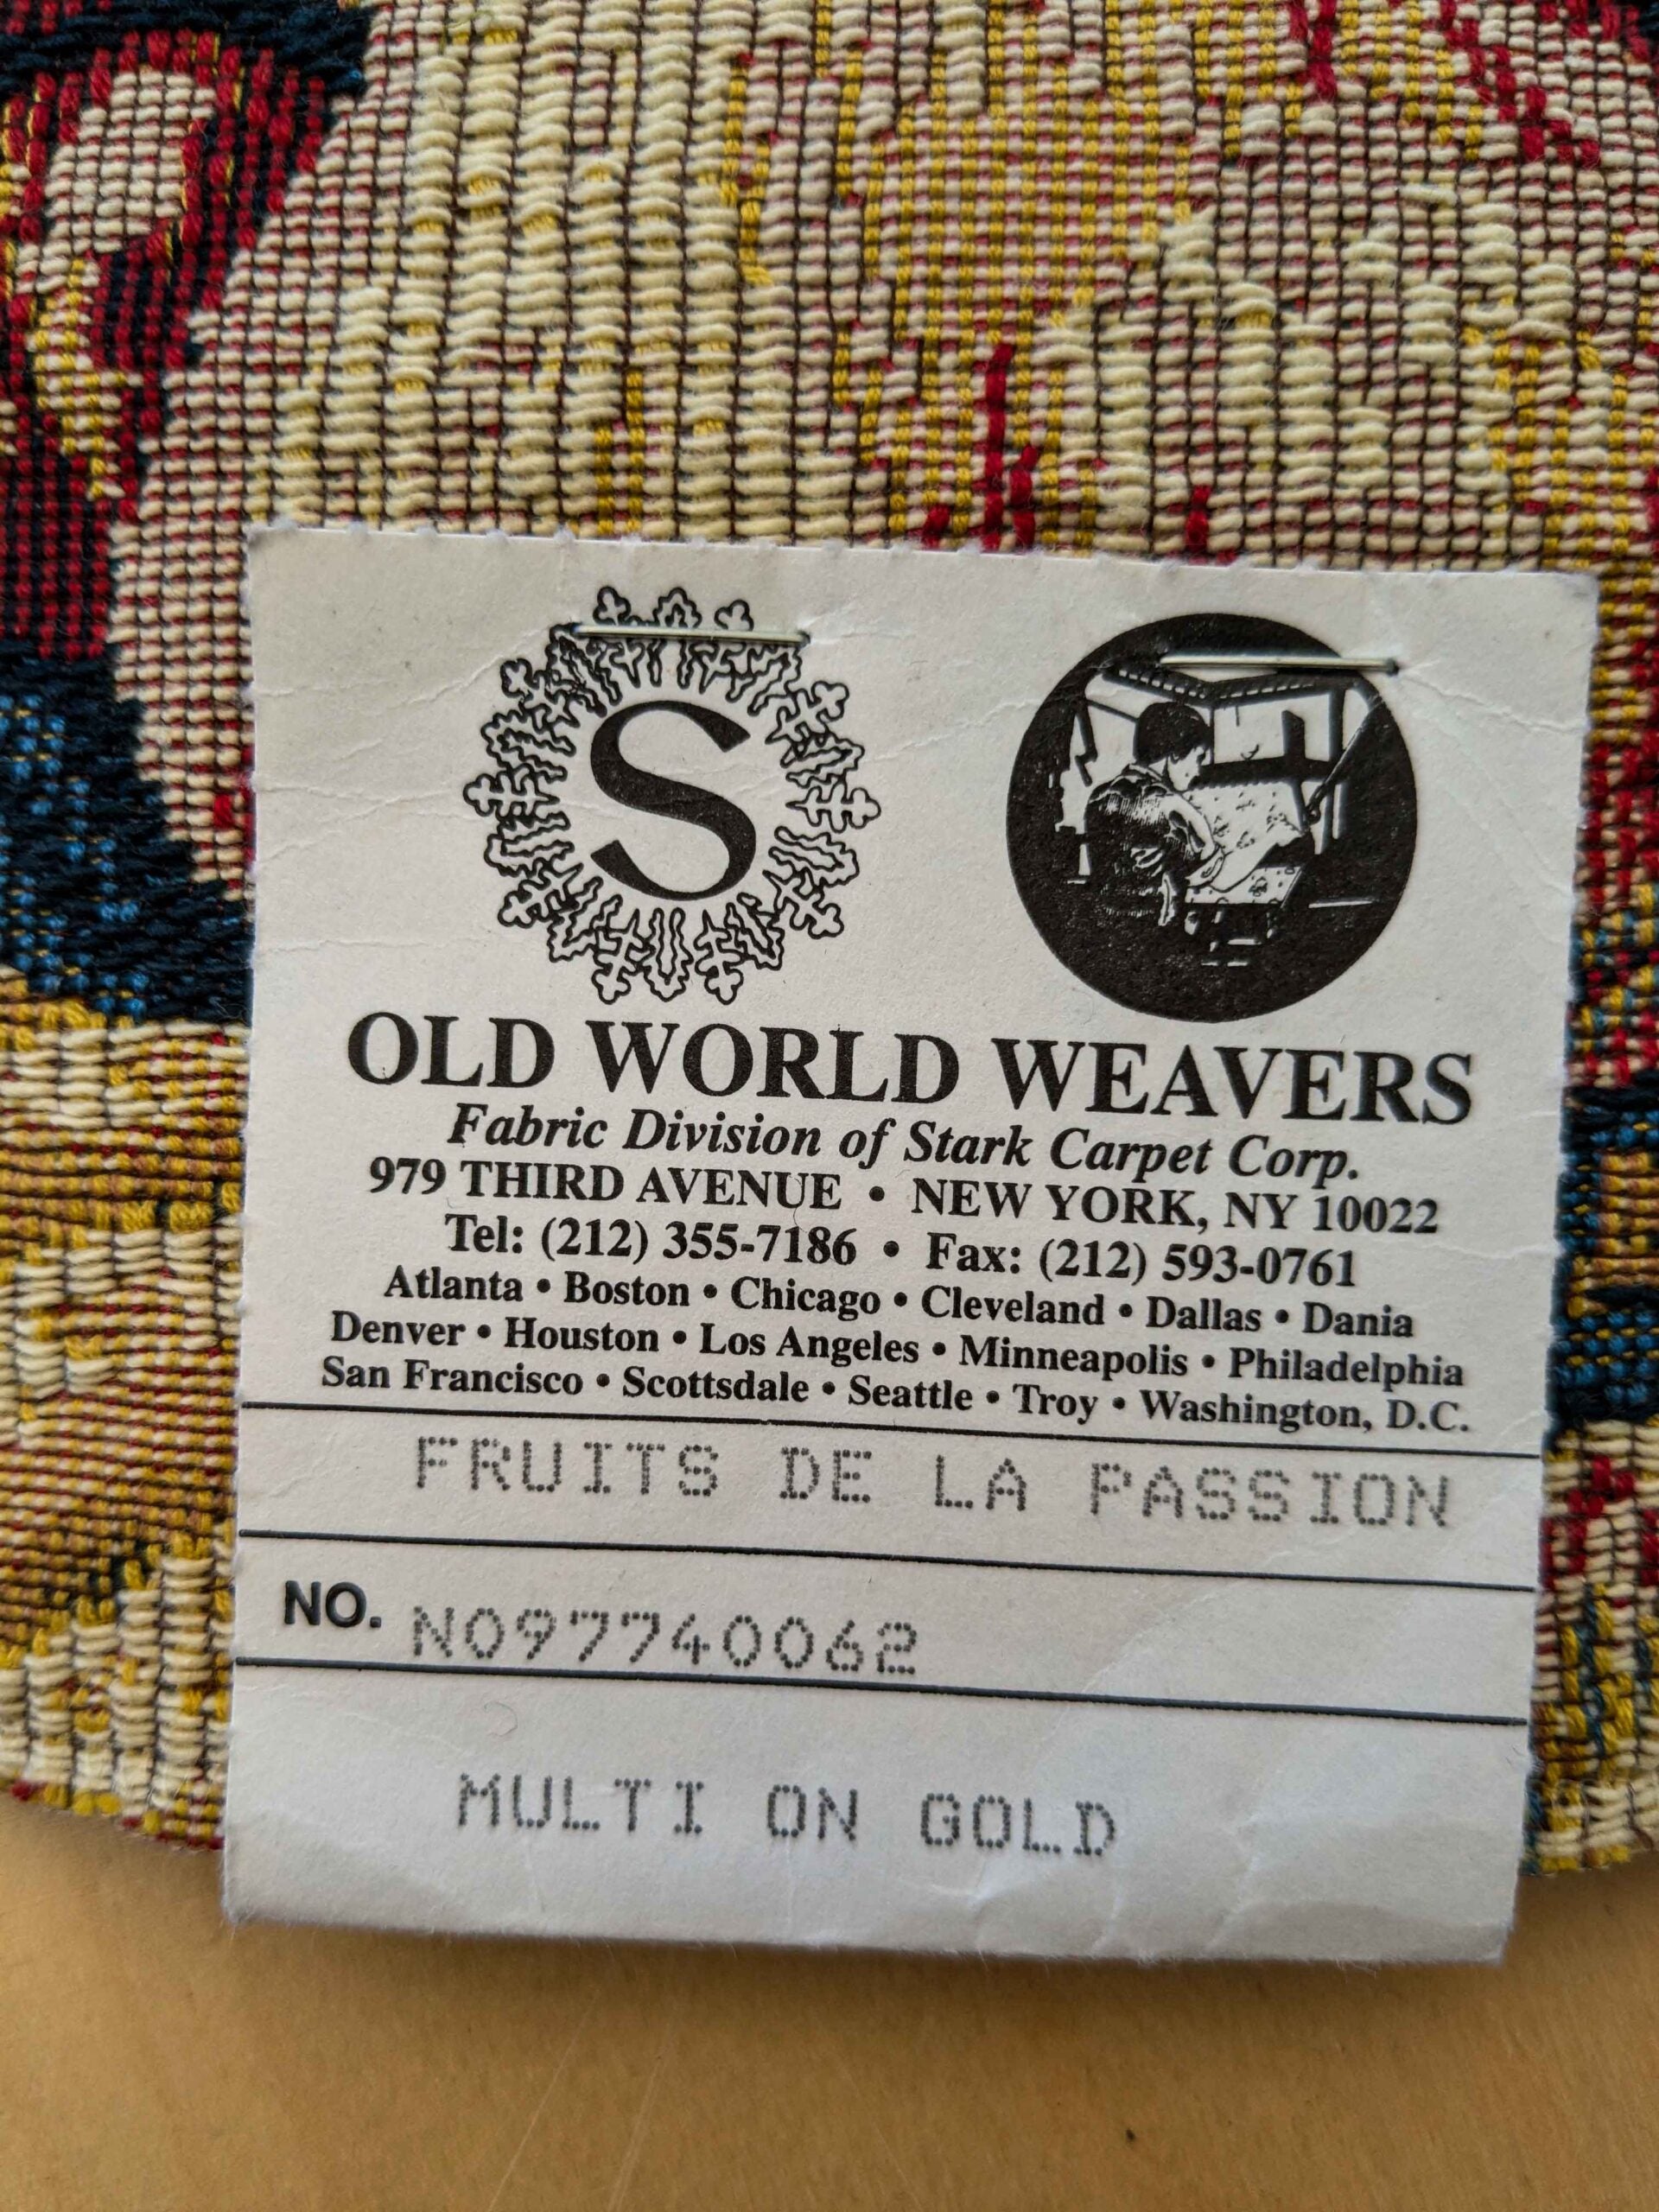 S
OLD WORLD WEAVERS
Fabric Division of Stark Carpet Corp.
979 THIRD AVENUE • NEW YORK, NY 10022
Tel: (212) 355-7186 • Fax: (212) 593-0761
Atlanta • Boston • Chicago • Cleveland • Dallas • Dania
Denver • Houston • Los Angeles • Minneapolis • Philadelphia
San Francisco • Scottsdale • Seattle • Troy • Washington, D.C.
FRUITS DE LA PASSION
NO. N097740062
MULTI ON GOLD